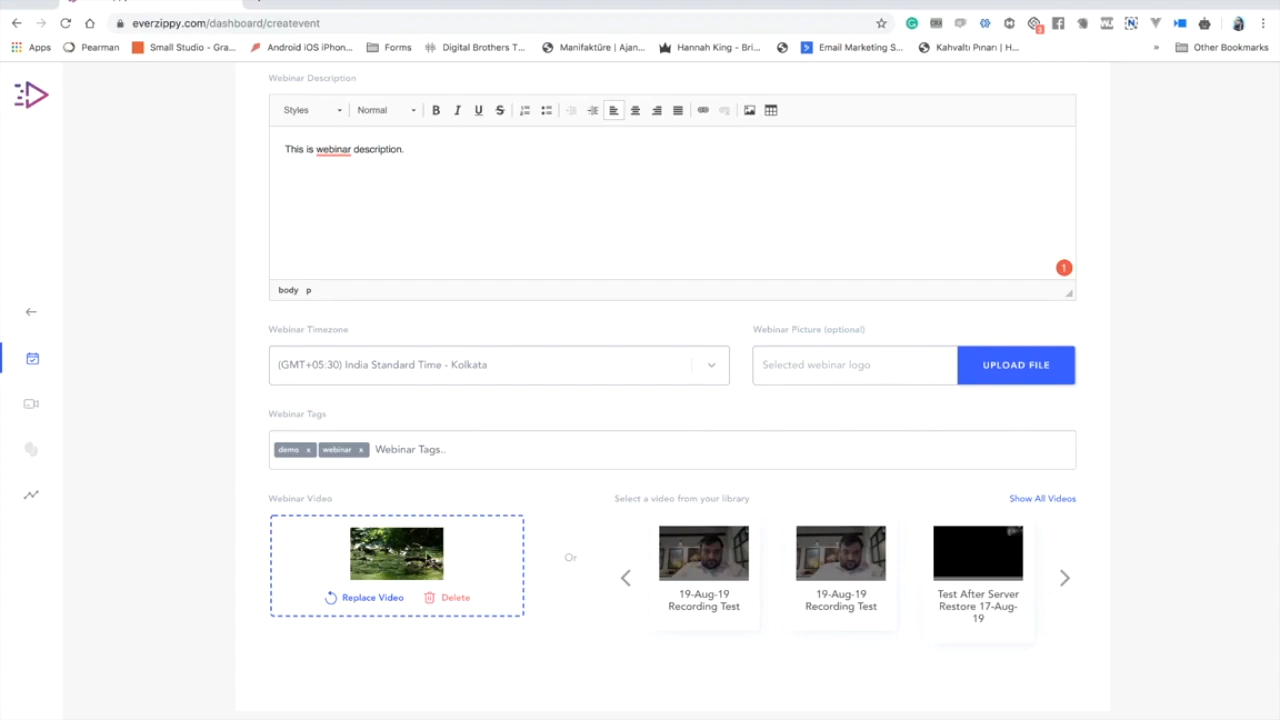 everzippy.com/dashboard/createvent
3
Apps Pearman Small Studio - Gra... Android iOS iPhon... Forms Digital Brothers T... Manifaktüre | Ajan... Hannah King - Bri... Email Marketing S... Kahvaltı Pınarı | H... » Other Bookmarks
Webinar Description
Styles Normal B I U S
This is webinar description.
1
body p
Webinar Timezone Webinar Picture (optional)
(GMT+05:30) India Standard Time - Kolkata Selected webinar logo UPLOAD FILE
Webinar Tags
demo x webinar x Webinar Tags..
Webinar Video Select a video from your library Show All Videos
Or
Replace Video Delete
19-Aug-19
Recording Test
19-Aug-19
Recording Test
Test After Server
Restore 17-Aug-
19